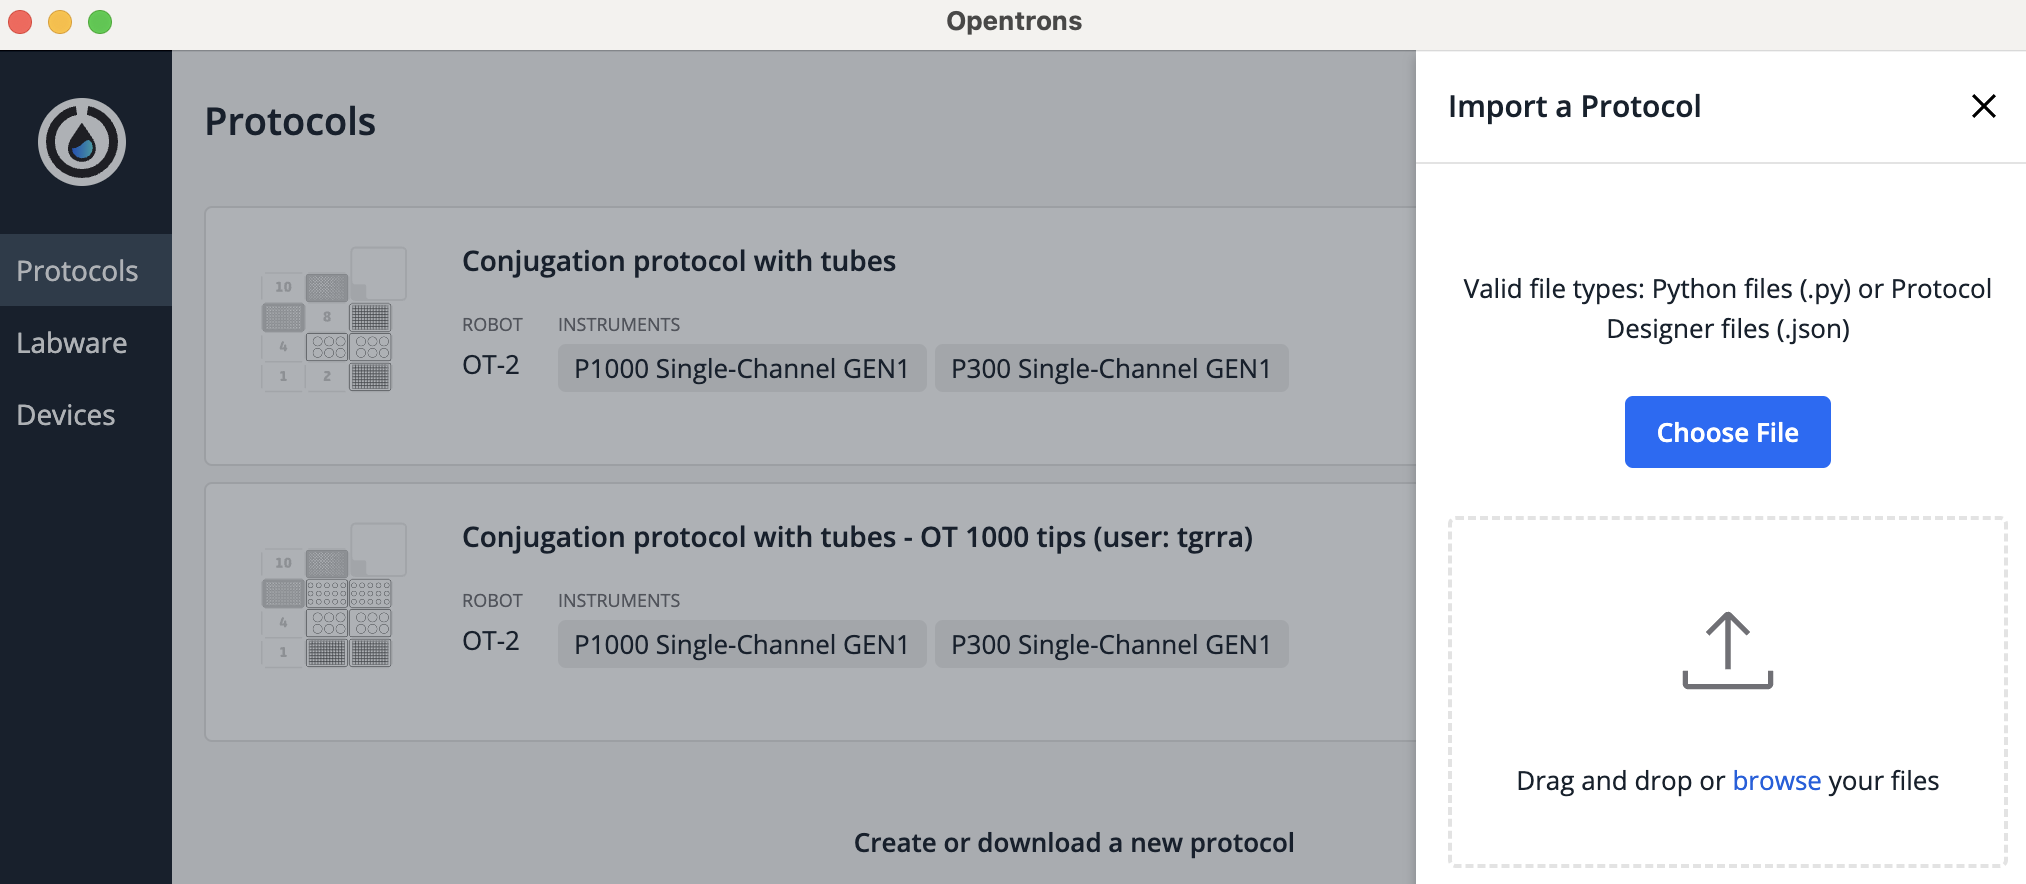 Opentrons
Protocols
Labware
Devices
Protocols
Conjugation protocol with tubes
10
8
4
1 2
ROBOT INSTRUMENTS
OT-2 P1000 Single-Channel GEN1 P300 Single-Channel GEN1
Conjugation protocol with tubes - OT 1000 tips (user: tgrra)
10
4
1
ROBOT INSTRUMENTS
OT-2 P1000 Single-Channel GEN1 P300 Single-Channel GEN1
Create or download a new protocol
Import a Protocol
Valid file types: Python files (.py) or Protocol
Designer files (.json)
Choose File
Drag and drop or browse your files